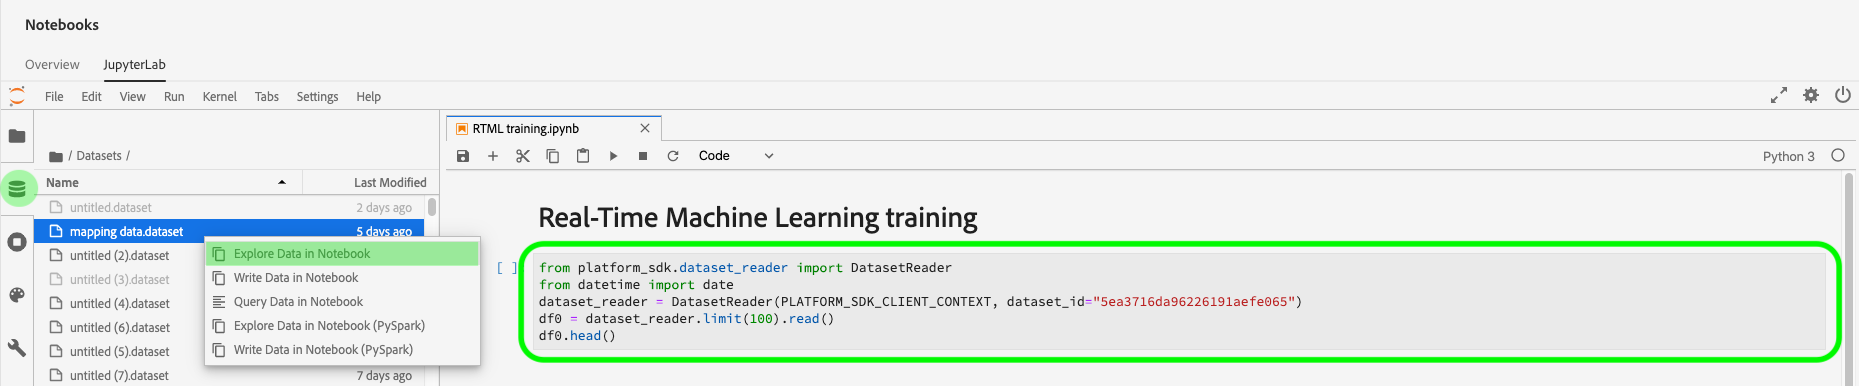 Notebooks
Overview JupyterLab
File Edit View Run Kernel Tabs Settings Help
RTML training.ipynb
/ Datasets /
Code
Python 3
Name Last Modified
untitled.dataset 2 days ago
mapping data.dataset 5 days ago
untitled (2).dataset
untitled (3).dataset
untitled (4).dataset
untitled (6).dataset
untitled (5).dataset
untitled (7).dataset 7 days ago
Explore Data in Notebook
Write Data in Notebook
Query Data in Notebook
Explore Data in Notebook (PySpark)
Write Data in Notebook (PySpark)
Real-Time Machine Learning training
[ ]
from platform_sdk.dataset_reader import DatasetReader
from datetime import date
dataset_reader = DatasetReader(PLATFORM_SDK_CLIENT_CONTEXT, dataset_id="5ea3716da96226191aefe065")
df0 = dataset_reader.limit(100).read()
df0.head()